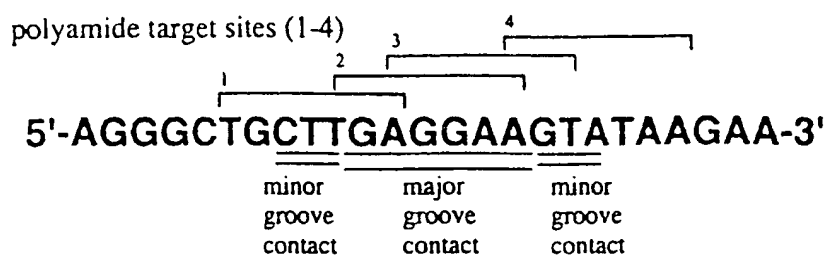 polyamide target sites (1-4)
1 2 3 4
5'-AGGGCTGCTTGAGGAAGTATAAGAA-3'
minor major minor
groove groove groove
contact contact contact